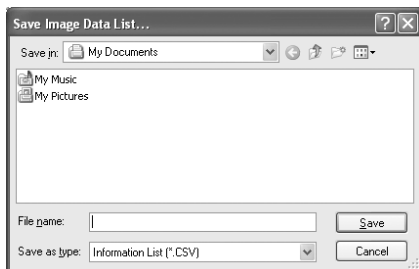 Save Image Data List...
Save in: My Documents
My Music
My Pictures
File name:
Save
Save as type: Information List (*.CSV)
Cancel